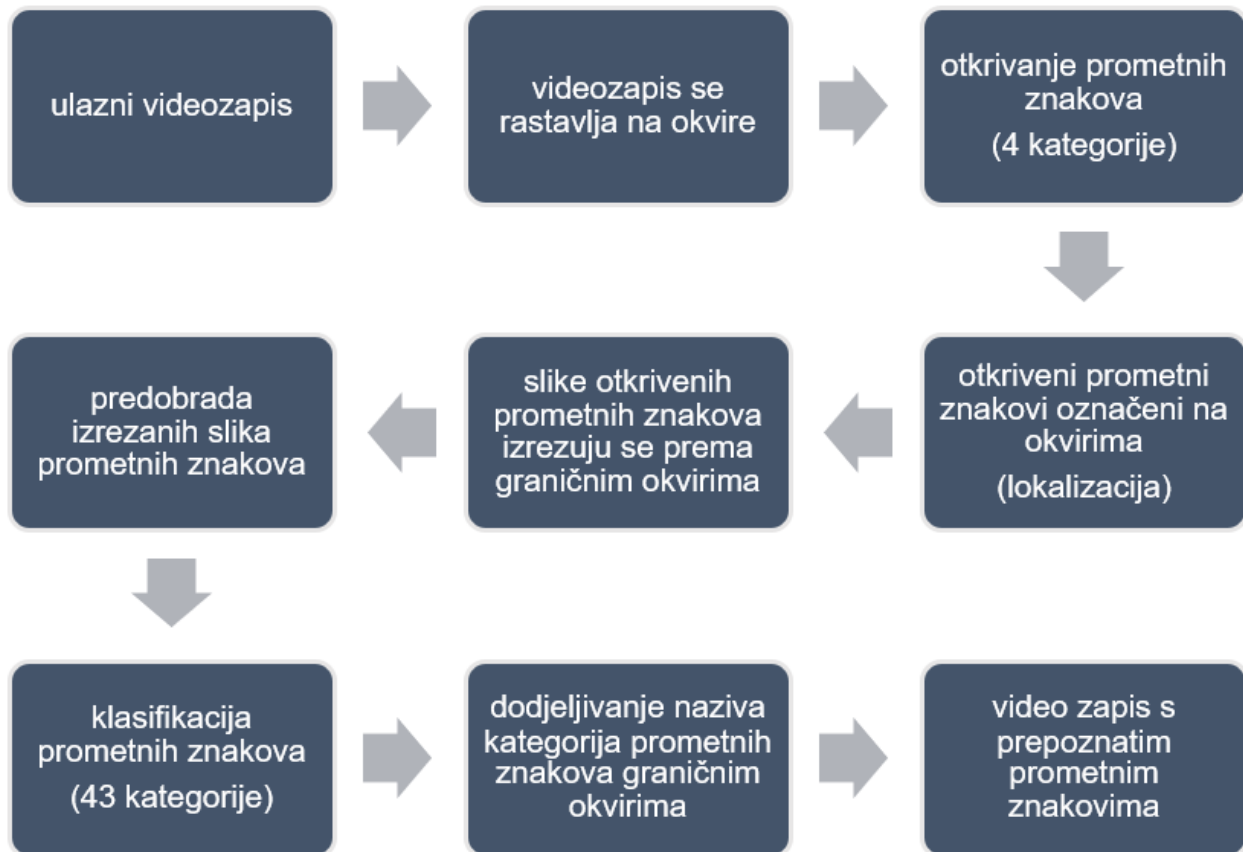 ulazni videozapis
videozapis se
rastavlja na okvire
otkrivanje prometnih
znakova
(4 kategorije)
otkriveni prometni
znakovi označeni na
okvirima
(lokalizacija)
slike otkrivenih
prometnih znakova
izrezuju se prema
graničnim okvirima
predobrada
izrezanih slika
prometnih znakova
klasifikacija
prometnih znakova
(43 kategorije)
dodjeljivanje naziva
kategorija prometnih
znakova graničnim
okvirima
video zapis s
prepoznatim
prometnim
znakovima